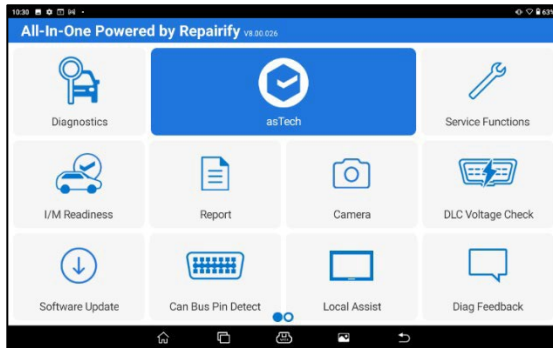 10:30 63%
All-In-One Powered by Repairify V8.00.026
Diagnostics
asTech
Service Functions
I/M Readiness
Report
Camera
DLC Voltage Check
Software Update
Can Bus Pin Detect
Local Assist
Diag Feedback